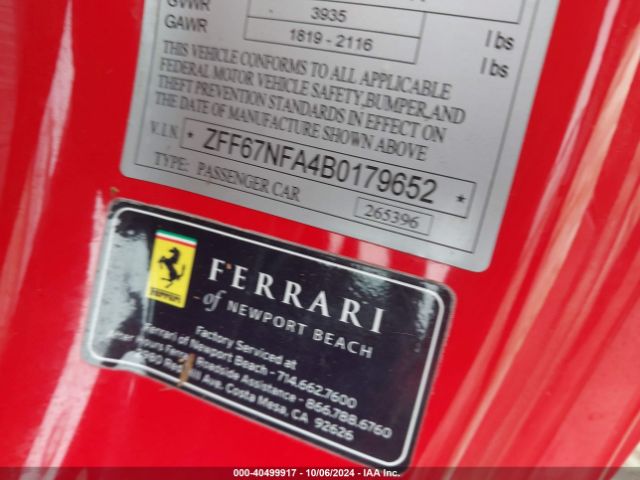 GVWR 3935 lbs
GAWR 1819 - 2116 lbs
THIS VEHICLE CONFORMS TO ALL APPLICABLE
FEDERAL MOTOR VEHICLE SAFETY, BUMPER, AND
THEFT PREVENTION STANDARDS IN EFFECT ON
THE DATE OF MANUFACTURE SHOWN ABOVE
V.I.N. * ZFF67NFA4B0179652 *
TYPE: PASSENGER CAR 265396
Ferrari
FERRARI
of NEWPORT BEACH
Factory Serviced at
Ferrari of Newport Beach - 714.662.7600
Hours Roadside Assistance - 866.788.6760
Ave. Costa Mesa, CA 92626
000-40499917 - 10/06/2024 - IAA Inc.